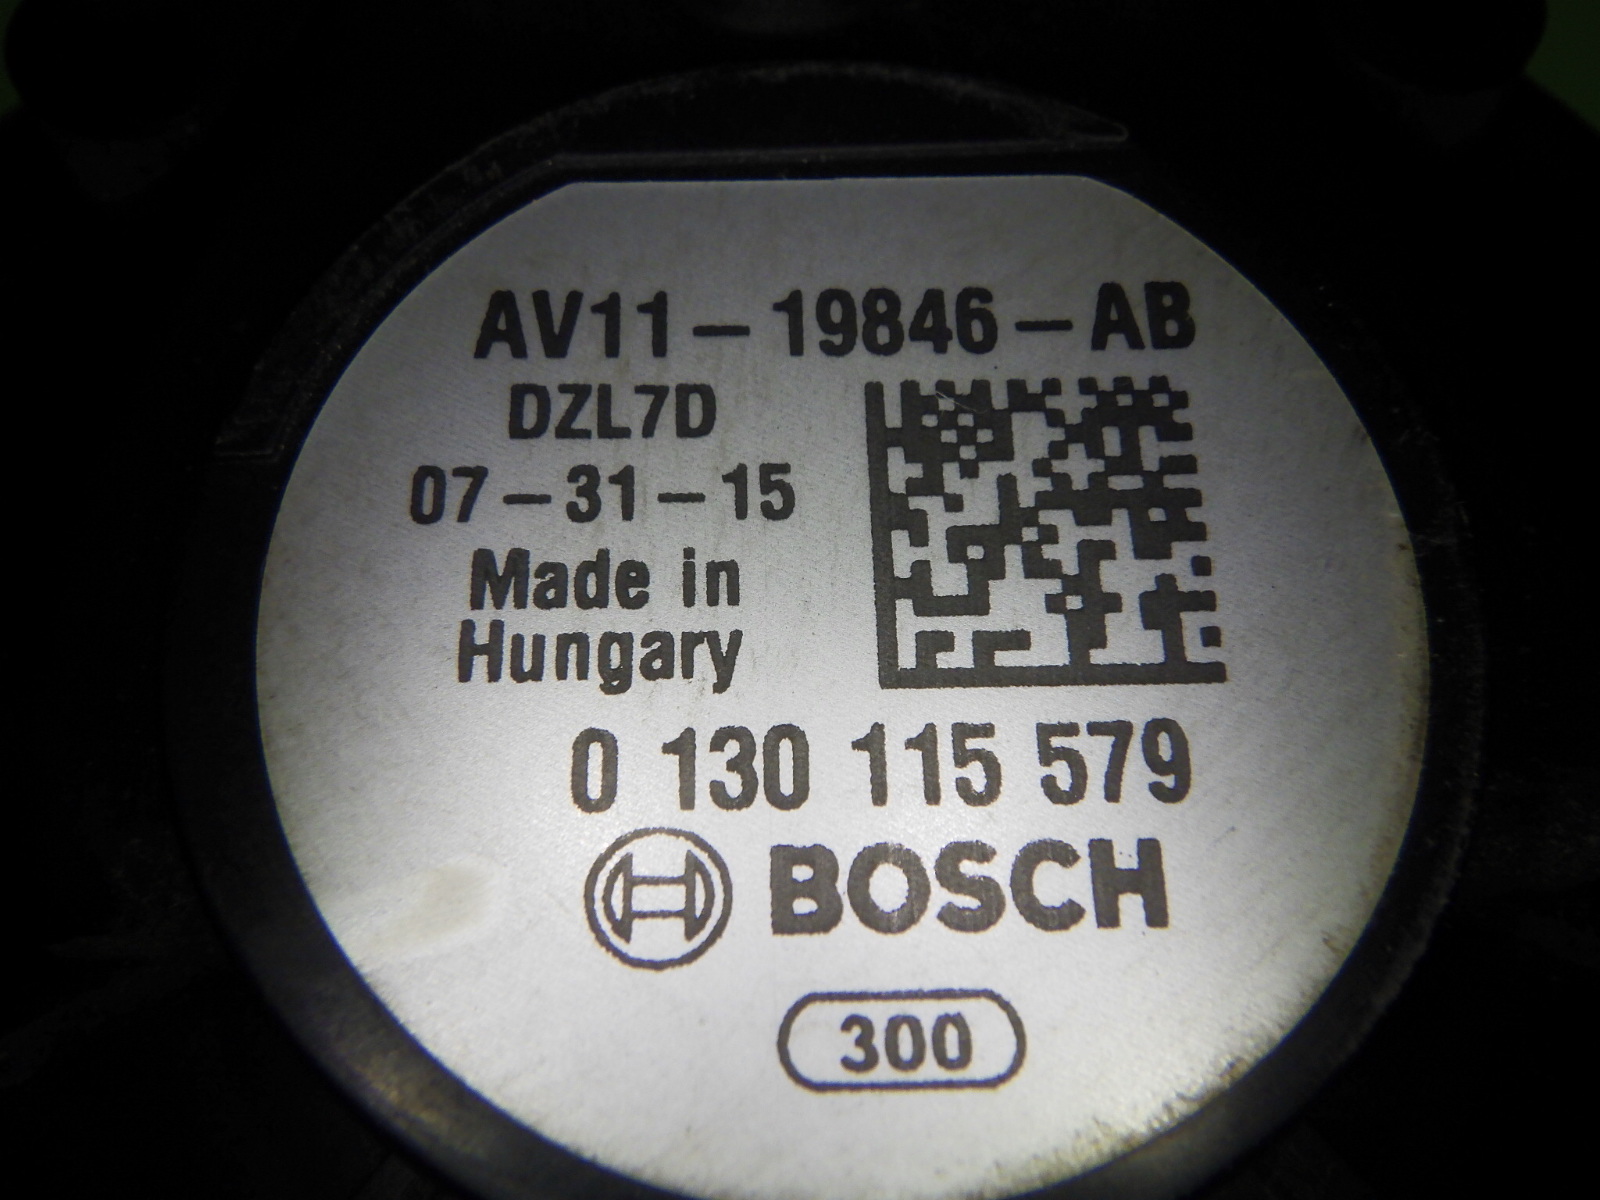 AV11-19846-AB
DZL7D
07-31-15
Made in
Hungary
0 130 115 579
BOSCH
300